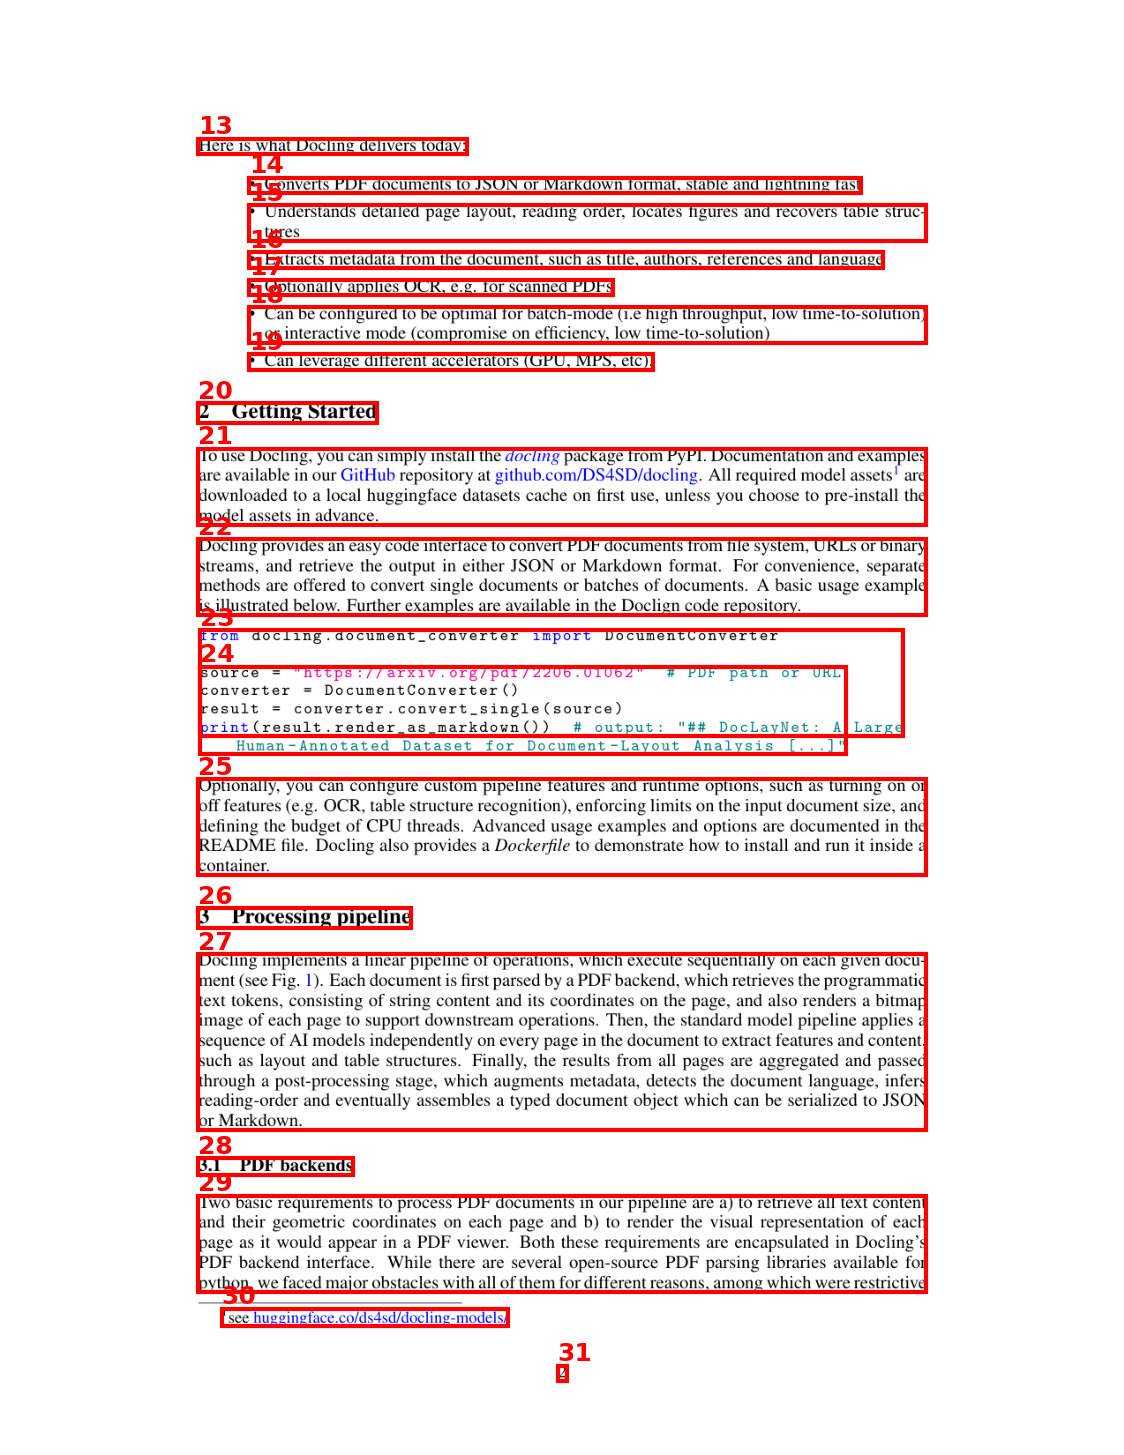 13
Here is what Docling delivers today:
14
• Converts PDF documents to JSON or Markdown format, stable and lightning fast
15
• Understands detailed page layout, reading order, locates figures and recovers table struc-
tures
16
• Extracts metadata from the document, such as title, authors, references and language
17
• Optionally applies OCR, e.g. for scanned PDFs
18
• Can be configured to be optimal for batch-mode (i.e high throughput, low time-to-solution)
or interactive mode (compromise on efficiency, low time-to-solution)
19
• Can leverage different accelerators (GPU, MPS, etc).
20
2 Getting Started
21
To use Docling, you can simply install the docling package from PyPI. Documentation and examples
are available in our GitHub repository at github.com/DS4SD/docling. All required model assets¹ are
downloaded to a local huggingface datasets cache on first use, unless you choose to pre-install the
model assets in advance.
22
Docling provides an easy code interface to convert PDF documents from file system, URLs or binary
streams, and retrieve the output in either JSON or Markdown format. For convenience, separate
methods are offered to convert single documents or batches of documents. A basic usage example
is illustrated below. Further examples are available in the Doclign code repository.
23
from docling.document_converter import DocumentConverter
24
source = "https://arxiv.org/pdf/2206.01062" # PDF path or URL
converter = DocumentConverter()
result = converter.convert_single(source)
print(result.render_as_markdown()) # output: "## DocLayNet: A Large
Human-Annotated Dataset for Document-Layout Analysis [...]"
25
Optionally, you can configure custom pipeline features and runtime options, such as turning on or
off features (e.g. OCR, table structure recognition), enforcing limits on the input document size, and
defining the budget of CPU threads. Advanced usage examples and options are documented in the
README file. Docling also provides a Dockerfile to demonstrate how to install and run it inside a
container.
26
3 Processing pipeline
27
Docling implements a linear pipeline of operations, which execute sequentially on each given docu-
ment (see Fig. 1). Each document is first parsed by a PDF backend, which retrieves the programmatic
text tokens, consisting of string content and its coordinates on the page, and also renders a bitmap
image of each page to support downstream operations. Then, the standard model pipeline applies a
sequence of AI models independently on every page in the document to extract features and content,
such as layout and table structures. Finally, the results from all pages are aggregated and passed
through a post-processing stage, which augments metadata, detects the document language, infers
reading-order and eventually assembles a typed document object which can be serialized to JSON
or Markdown.
28
3.1 PDF backends
29
Two basic requirements to process PDF documents in our pipeline are a) to retrieve all text content
and their geometric coordinates on each page and b) to render the visual representation of each
page as it would appear in a PDF viewer. Both these requirements are encapsulated in Docling's
PDF backend interface. While there are several open-source PDF parsing libraries available for
python, we faced major obstacles with all of them for different reasons, among which were restrictive
30
¹see huggingface.co/ds4sd/docling-models/
31
2